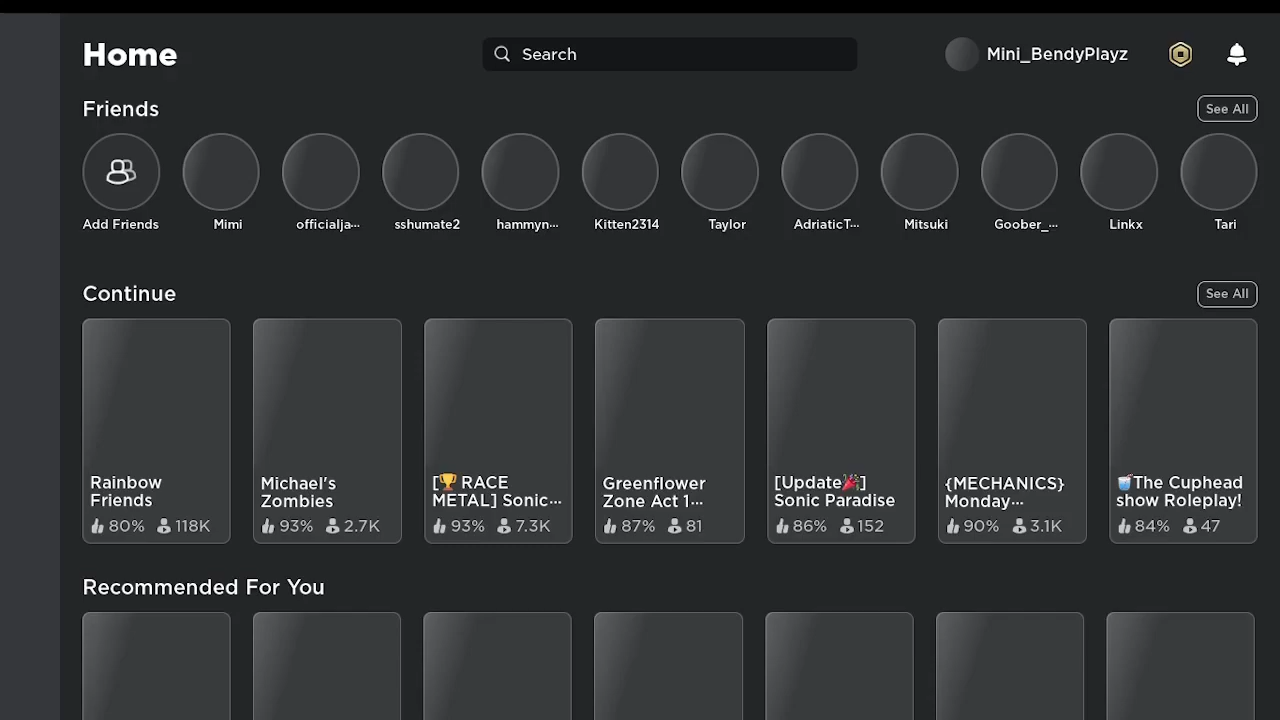 Home
Search
Mini_BendyPlayz
Friends
See All
Add Friends
Mimi
officialja...
sshumate2
hammyn...
Kitten2314
Taylor
AdriaticT...
Mitsuki
Goober_...
Linkx
Tari
Continue
See All
Rainbow
Friends
80% 118K
Michael's
Zombies
93% 2.7K
[🏆 RACE
METAL] Sonic...
93% 7.3K
Greenflower
Zone Act 1...
87% 81
[Update🎉]
Sonic Paradise
86% 152
{MECHANICS}
Monday...
90% 3.1K
🥤The Cuphead
show Roleplay!
84% 47
Recommended For You